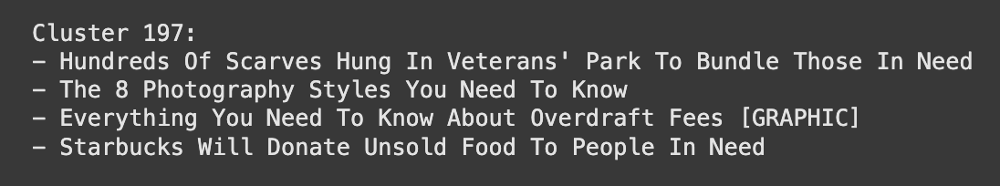 Cluster 197:
- Hundreds Of Scarves Hung In Veterans' Park To Bundle Those In Need
- The 8 Photography Styles You Need To Know
- Everything You Need To Know About Overdraft Fees [GRAPHIC]
- Starbucks Will Donate Unsold Food To People In Need